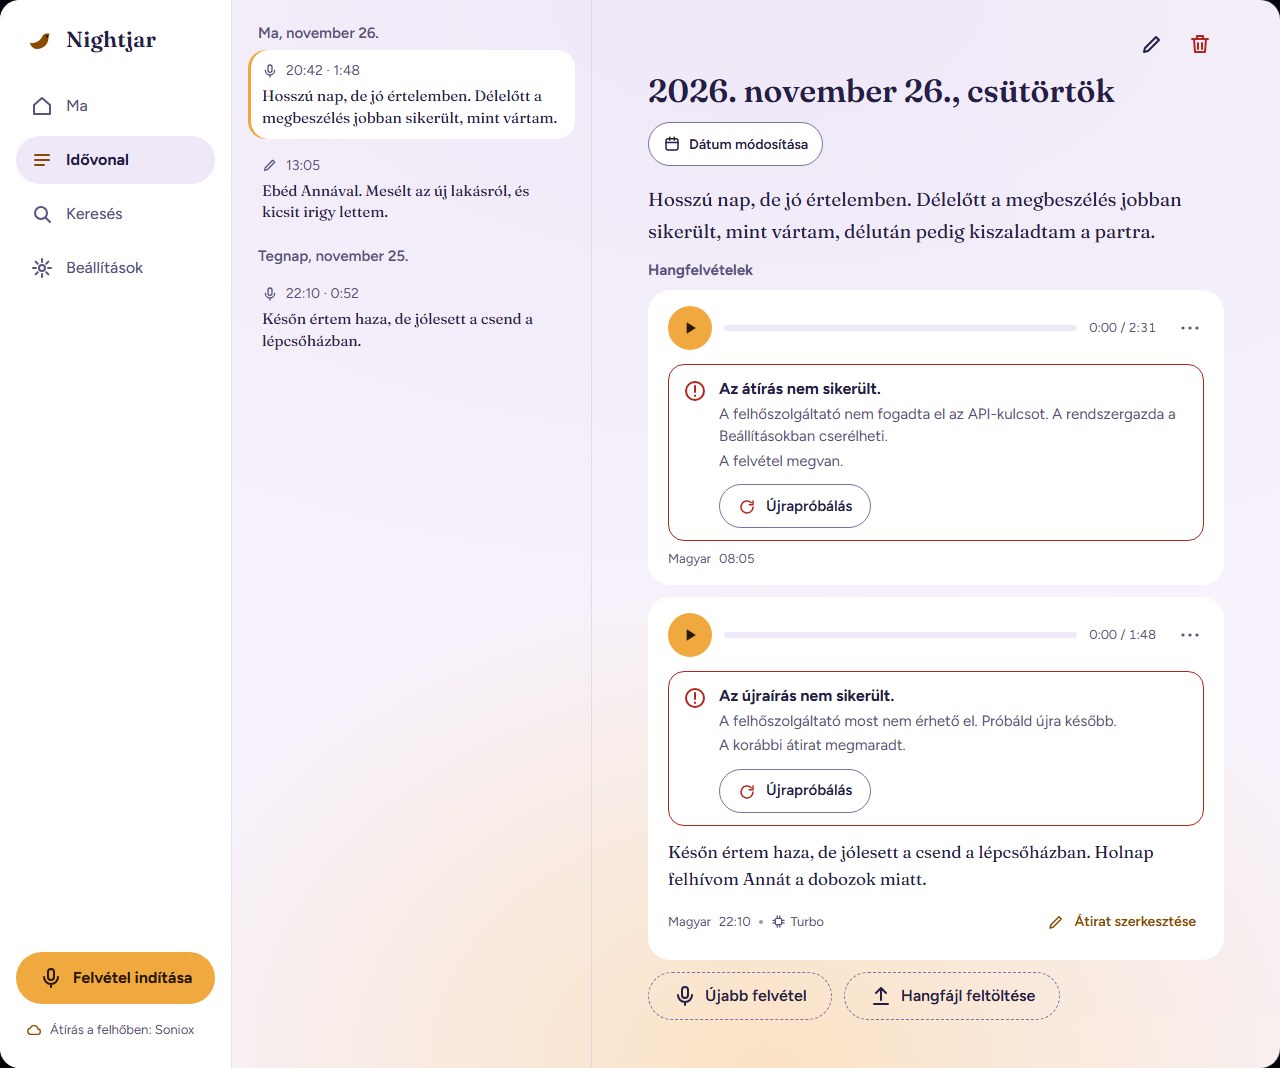 Nightjar
Ma
Idővonal
Keresés
Beállítások
Felvétel indítása
Átírás a felhőben: Soniox
Ma, november 26.
20:42 · 1:48
Hosszú nap, de jó értelemben. Délelőtt a
megbeszélés jobban sikerült, mint vártam.
13:05
Ebéd Annával. Mesélt az új lakásról, és
kicsit irigy lettem.
Tegnap, november 25.
22:10 · 0:52
Későn értem haza, de jólesett a csend a
lépcsőházban.
2026. november 26., csütörtök
Dátum módosítása
Hosszú nap, de jó értelemben. Délelőtt a megbeszélés jobban
sikerült, mint vártam, délután pedig kiszaladtam a partra.
Hangfelvételek
0:00 / 2:31
Az átírás nem sikerült.
A felhőszolgáltató nem fogadta el az API-kulcsot. A rendszergazda a
Beállításokban cserélheti.
A felvétel megvan.
Újrapróbálás
Magyar 08:05
0:00 / 1:48
Az újraírás nem sikerült.
A felhőszolgáltató most nem érhető el. Próbáld újra később.
A korábbi átirat megmaradt.
Újrapróbálás
Későn értem haza, de jólesett a csend a lépcsőházban. Holnap
felhívom Annát a dobozok miatt.
Magyar 22:10 • Turbo
Átirat szerkesztése
Újabb felvétel
Hangfájl feltöltése